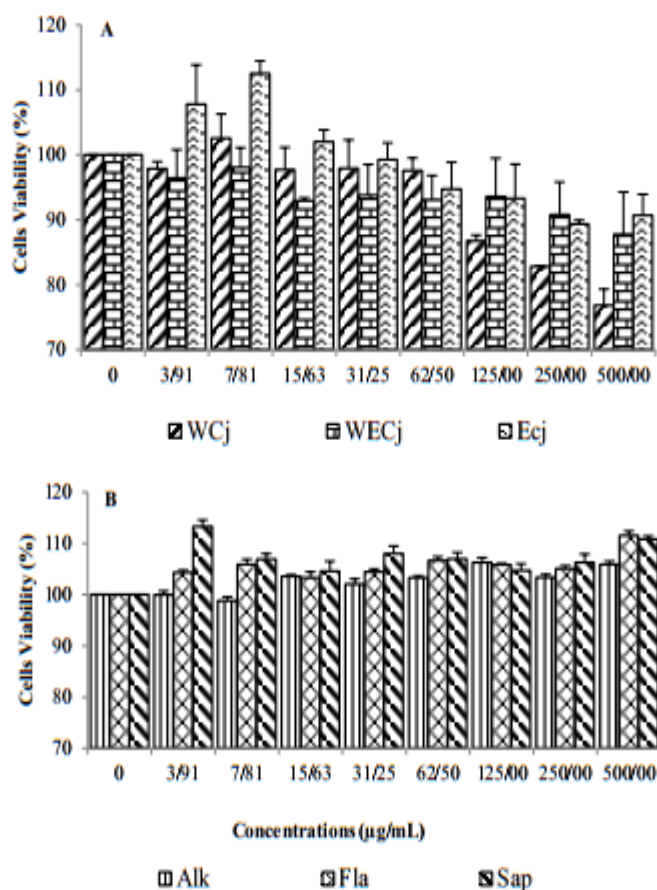 A
Cells Viability (%)
120
110
100
90
80
70
0 3/91 7/81 15/63 31/25 62/50 125/00 250/00 500/00
WCj WECj Ecj
B
Cells Viability (%)
120
110
100
90
80
70
0 3/91 7/81 15/63 31/25 62/50 125/00 250/00 500/00
Concentrations (µg/mL)
Alk Fla Sap